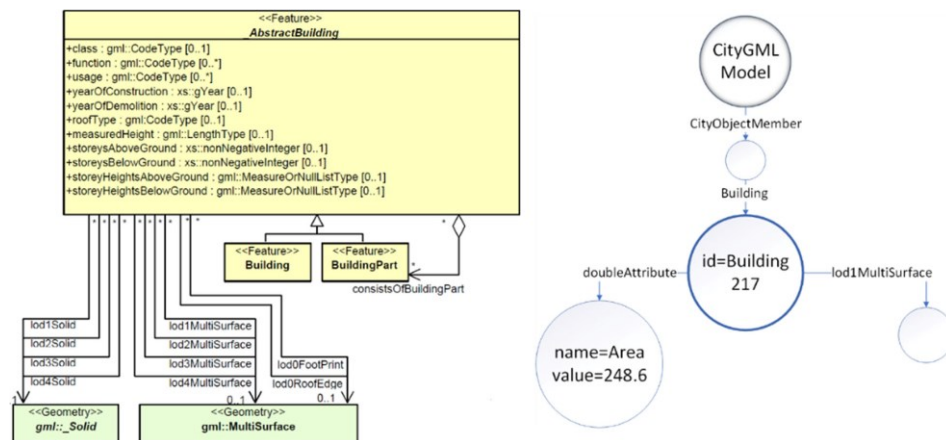 <<Feature>>
_AbstractBuilding
+class : gml::CodeType [0..1]
+function : gml::CodeType [0..*]
+usage : gml::CodeType [0..*]
+yearOfConstruction : xs::gYear [0..1]
+yearOfDemolition : xs::gYear [0..1]
+roofType : gml:CodeType [0..1]
+measuredHeight : gml::LengthType [0..1]
+storeysAboveGround : xs::nonNegativeInteger [0..1]
+storeysBelowGround : xs::nonNegativeInteger [0..1]
+storeyHeightsAboveGround : gml::MeasureOrNullListType [0..1]
+storeyHeightsBelowGround : gml::MeasureOrNullListType [0..1]
* * * * * * * * * *
*
<<Feature>>
Building
<<Feature>>
BuildingPart
*
consistsOfBuildingPart
lod1Solid
lod2Solid
lod3Solid
lod4Solid
lod1MultiSurface
lod2MultiSurface
lod3MultiSurface
lod4MultiSurface
lod0FootPrint
lod0RoofEdge
.1
0..1
0..1
<<Geometry>>
gml::_Solid
<<Geometry>>
gml::MultiSurface
CityGML
Model
CityObjectMember
Building
id=Building
217
doubleAttribute
lod1MultiSurface
name=Area
value=248.6